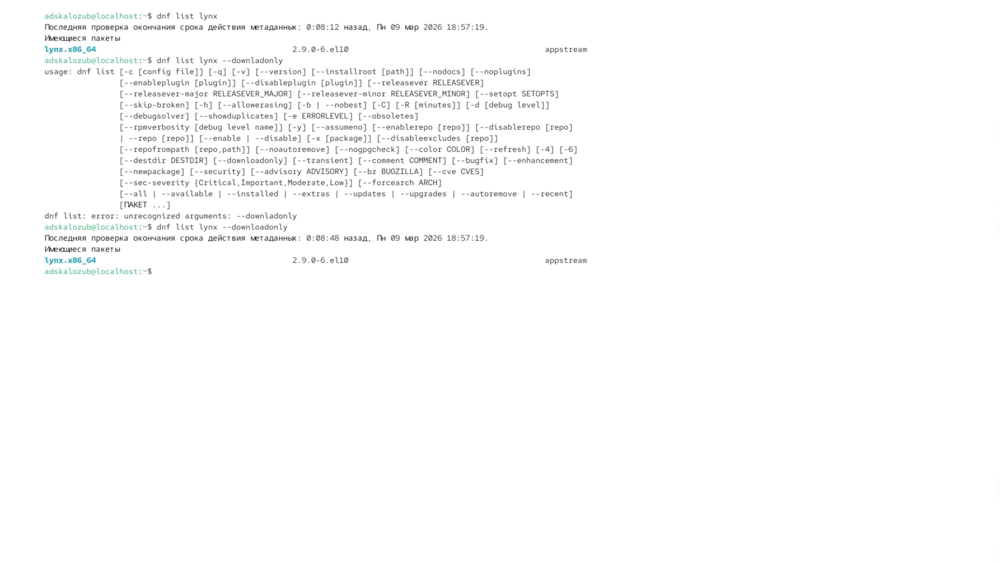 adskalozub@localhost:~$ dnf list lynx
Последняя проверка окончания срока действия метаданных: 0:08:12 назад, Пн 09 мар 2026 18:57:19.
Имеющиеся пакеты
lynx.x86_64 2.9.0-6.el10 appstream
adskalozub@localhost:~$ dnf list lynx --downladonly
usage: dnf list [-c [config file]] [-q] [-v] [--version] [--installroot [path]] [--nodocs] [--noplugins]
[--enableplugin [plugin]] [--disableplugin [plugin]] [--releasever RELEASEVER]
[--releasever-major RELEASEVER_MAJOR] [--releasever-minor RELEASEVER_MINOR] [--setopt SETOPTS]
[--skip-broken] [-h] [--allowerasing] [-b | --nobest] [-C] [-R [minutes]] [-d [debug level]]
[--debugsolver] [--showduplicates] [-e ERRORLEVEL] [--obsoletes]
[--rpmverbosity [debug level name]] [-y] [--assumeno] [--enablerepo [repo]] [--disablerepo [repo]
| --repo [repo]] [--enable | --disable] [-x [package]] [--disableexcludes [repo]]
[--repofrompath [repo,path]] [--noautoremove] [--nogpgcheck] [--color COLOR] [--refresh] [-4] [-6]
[--destdir DESTDIR] [--downloadonly] [--transient] [--comment COMMENT] [--bugfix] [--enhancement]
[--newpackage] [--security] [--advisory ADVISORY] [--bz BUGZILLA] [--cve CVES]
[--sec-severity {Critical,Important,Moderate,Low}] [--forcearch ARCH]
[--all | --available | --installed | --extras | --updates | --upgrades | --autoremove | --recent]
[ПАКЕТ ...]
dnf list: error: unrecognized arguments: --downladonly
adskalozub@localhost:~$ dnf list lynx --downloadonly
Последняя проверка окончания срока действия метаданных: 0:08:48 назад, Пн 09 мар 2026 18:57:19.
Имеющиеся пакеты
lynx.x86_64 2.9.0-6.el10 appstream
adskalozub@localhost:~$